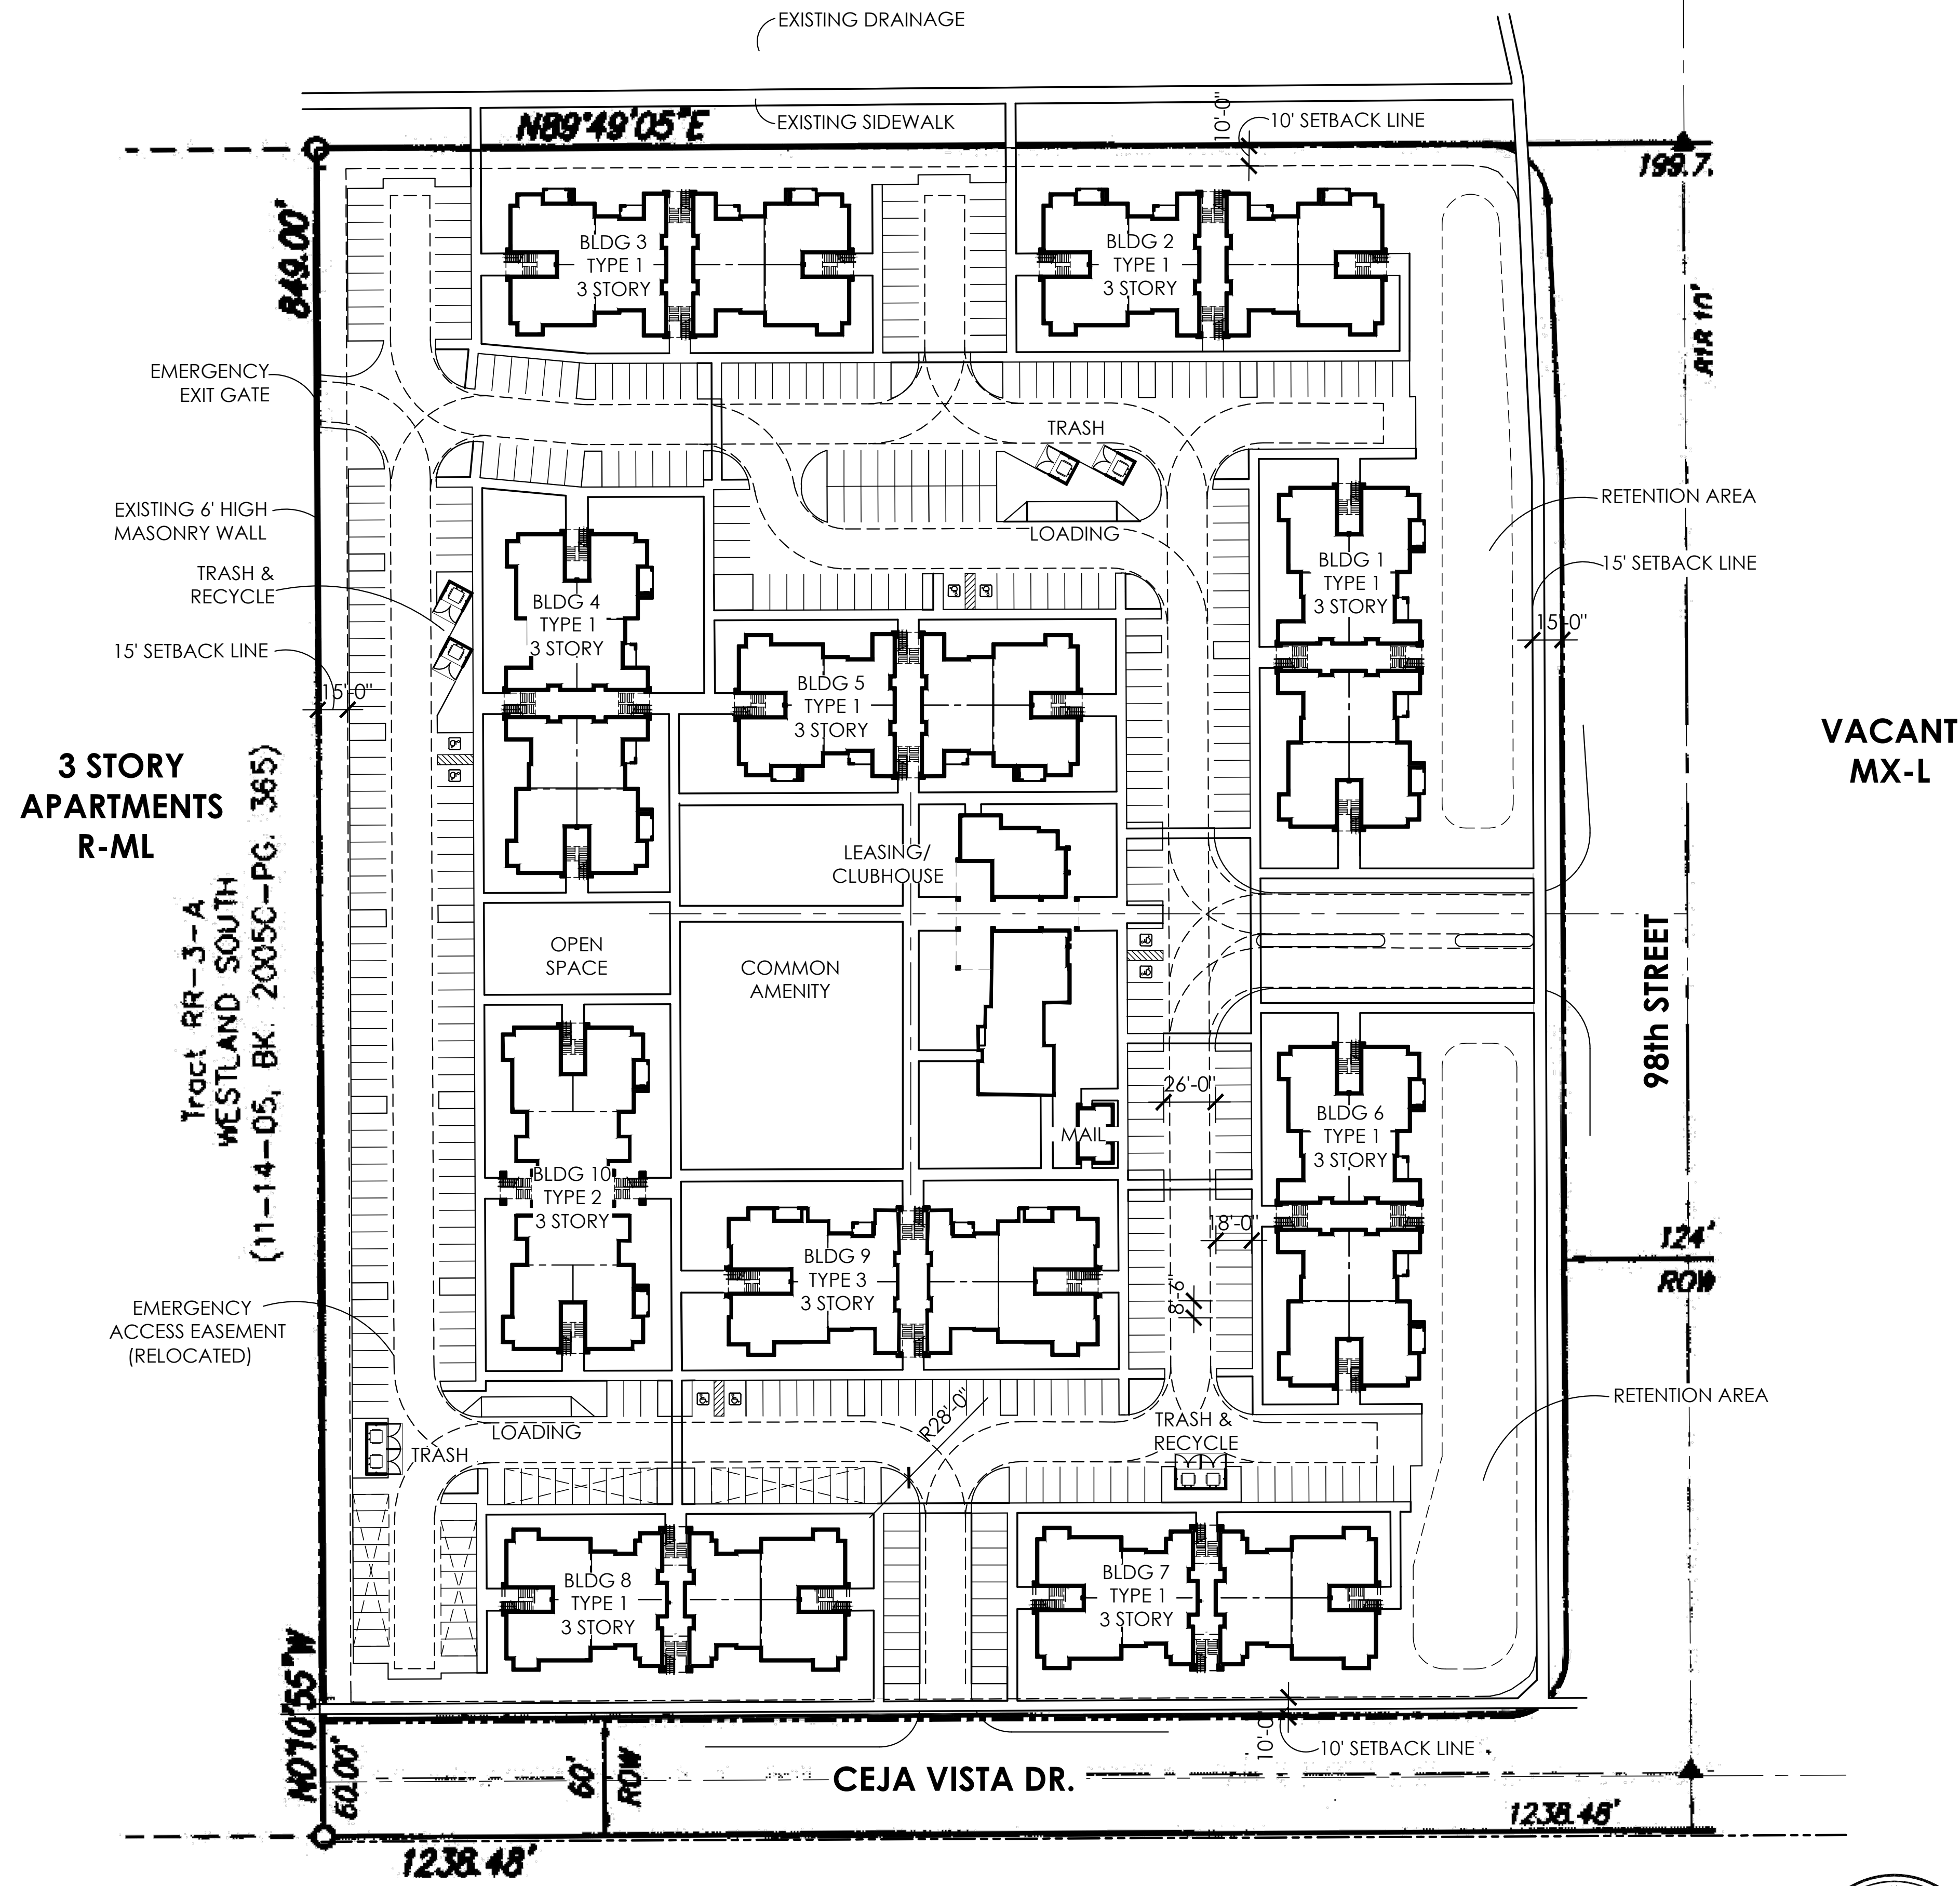 EXISTING DRAINAGE
N89°49'05"E
EXISTING SIDEWALK
10'-0"
10' SETBACK LINE
199.7
849.00'
BLDG 3
TYPE 1
3 STORY
BLDG 2
TYPE 1
3 STORY
EMERGENCY
EXIT GATE
TRASH
EXISTING 6' HIGH
MASONRY WALL
LOADING
RETENTION AREA
BLDG 1
TYPE 1
3 STORY
15' SETBACK LINE
15'-0"
TRASH &
RECYCLE
BLDG 4
TYPE 1
3 STORY
15' SETBACK LINE
15'-0"
BLDG 5
TYPE 1
3 STORY
3 STORY
APARTMENTS
R-ML
VACANT
MX-L
LEASING/
CLUBHOUSE
Tract RR-3-A
WESTLAND SOUTH
(11-14-05, BK. 2005C-PG. 365)
OPEN
SPACE
COMMON
AMENITY
98th STREET
26'-0"
MAIL
BLDG 6
TYPE 1
3 STORY
BLDG 10
TYPE 2
3 STORY
18'-0"
8'-6"
124'
ROW
BLDG 9
TYPE 3
3 STORY
EMERGENCY
ACCESS EASEMENT
(RELOCATED)
RETENTION AREA
R28'-0"
LOADING
TRASH
TRASH &
RECYCLE
BLDG 8
TYPE 1
3 STORY
BLDG 7
TYPE 1
3 STORY
N0°10'55"W
60.00'
60'
ROW
10'-0"
10' SETBACK LINE
CEJA VISTA DR.
1238.48'
1238.48'